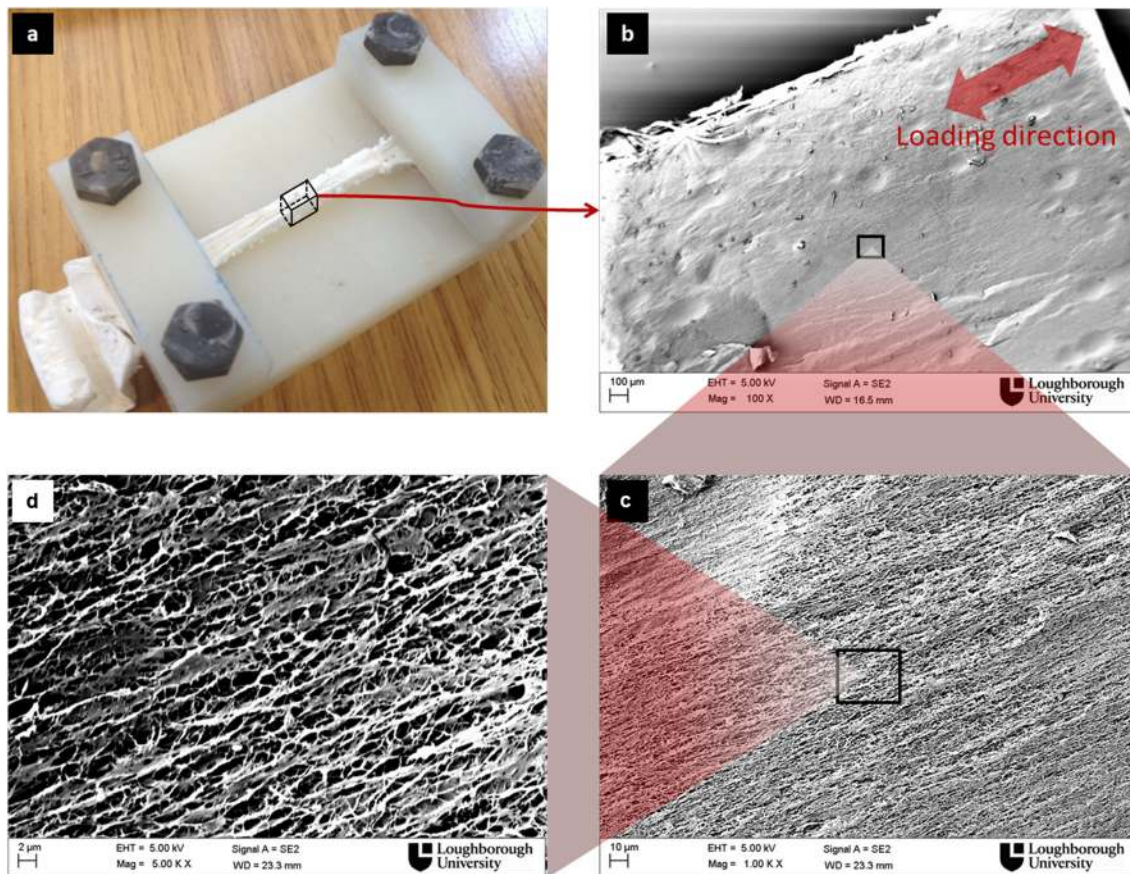 a
b
Loading direction
100 µm
EHT = 5.00 kV
Signal A = SE2
Mag = 100 X
WD = 16.5 mm
Loughborough
University
d
2 µm
EHT = 5.00 kV
Signal A = SE2
Mag = 5.00 K X
WD = 23.3 mm
Loughborough
University
c
10 µm
EHT = 5.00 kV
Signal A = SE2
Mag = 1.00 K X
WD = 23.3 mm
Loughborough
University